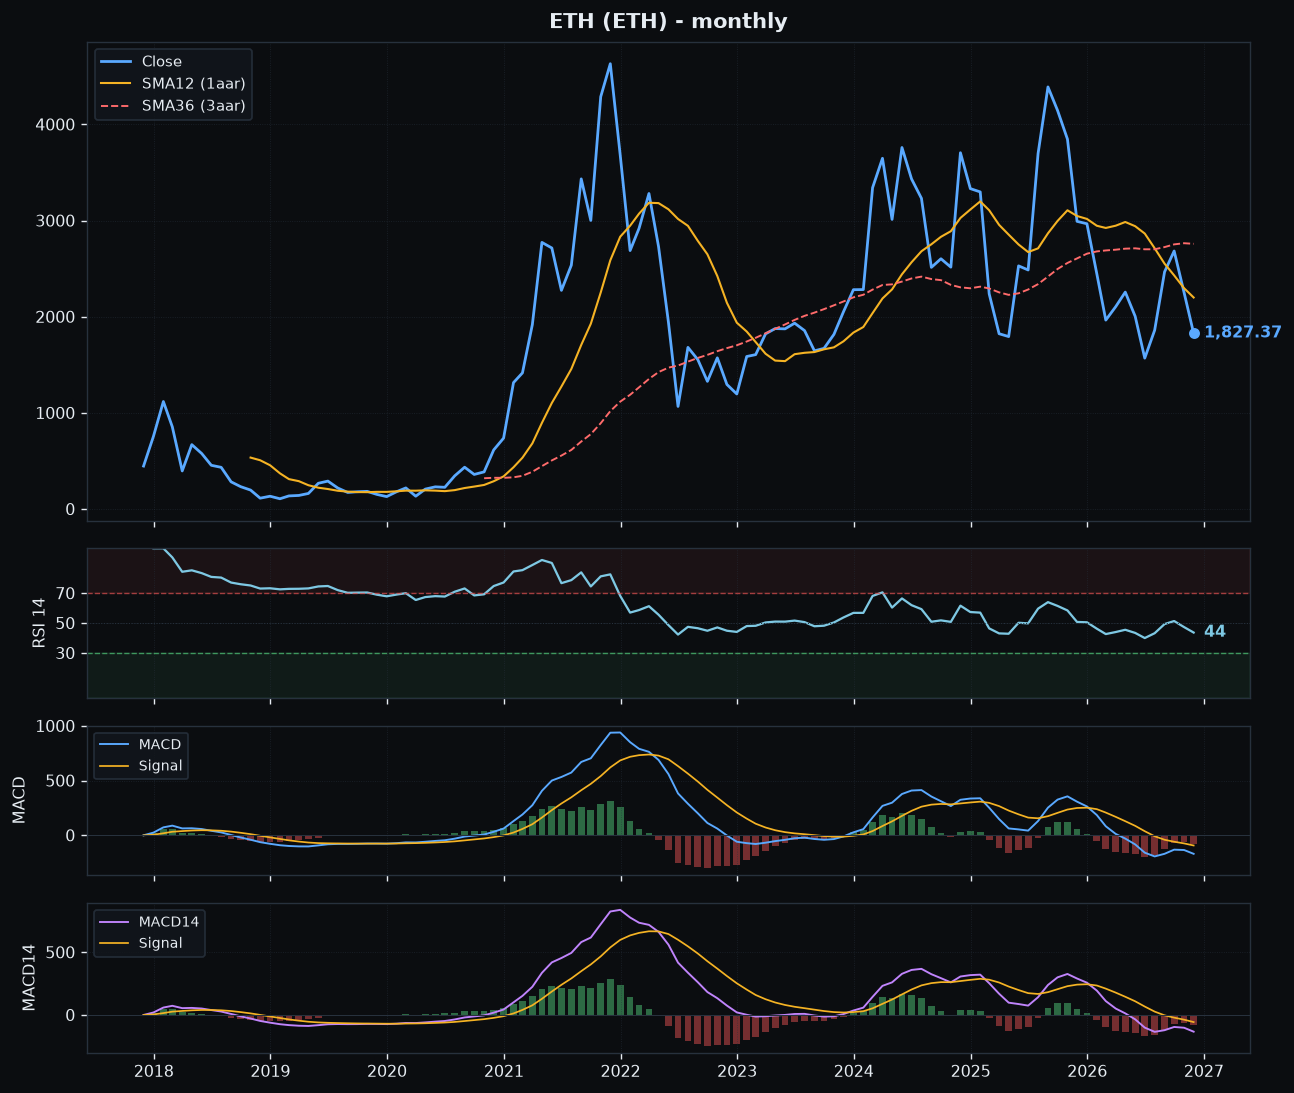 ETH (ETH) - monthly
Close
SMA12 (1aar)
SMA36 (3aar)
4000
3000
2000
1000
0
1,827.37
RSI 14
70
50
30
44
MACD
1000
500
0
MACD
Signal
MACD14
500
0
MACD14
Signal
2018 2019 2020 2021 2022 2023 2024 2025 2026 2027